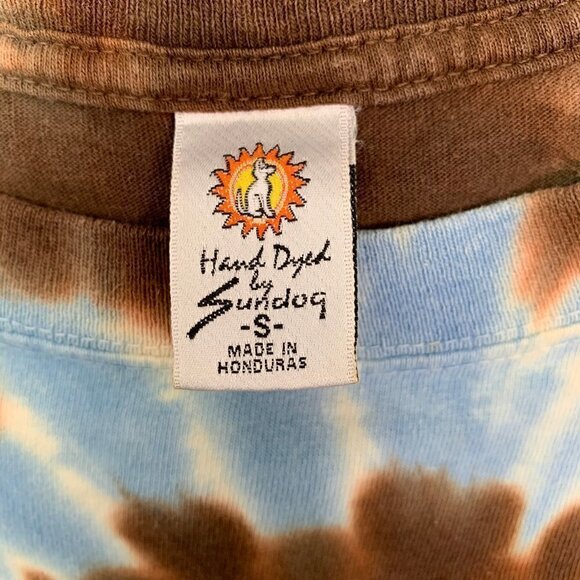 Hand Dyed
by
Sundog
-S-
MADE IN
HONDURAS